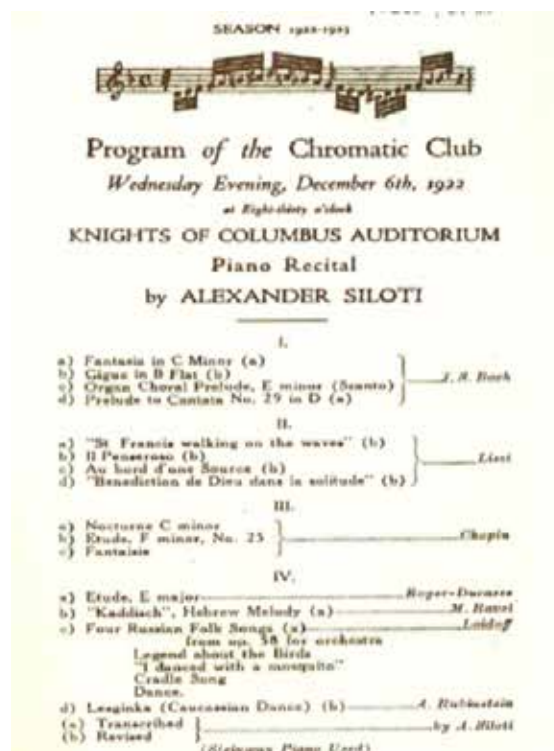 SEASON 1922-1923
Program of the Chromatic Club
Wednesday Evening, December 6th, 1922
at Eight-thirty o'clock
KNIGHTS OF COLUMBUS AUDITORIUM
Piano Recital
by ALEXANDER SILOTI
I.
a) Fantasia in C Minor (a)
b) Gigue in B Flat (b)
c) Organ Choral Prelude, E minor (Szanto)
d) Prelude to Cantata No. 29 in D (a)
J. S. Bach
II.
a) "St Francis walking on the waves" (b)
b) Il Penseroso (b)
c) Au bord d'une Source (b)
d) "Benediction de Dieu dans la solitude" (b)
Liszt
III.
a) Nocturne C minor
b) Etude, F minor, No. 25
c) Fantaisie
Chopin
IV.
a) Etude, E major Roger-Ducasse
b) "Kaddisch", Hebrew Melody (a) M. Ravel
c) Four Russian Folk Songs (a) Laidoff
from op. 58 for orchestra
Legend about the Birds
"I danced with a mosquito"
Cradle Song
Dance.
d) Lesginka (Caucassian Dance) (b) A. Rubinstein
(a) Transcribed
(b) Revised
by A. Siloti
(Steinway Piano Used)